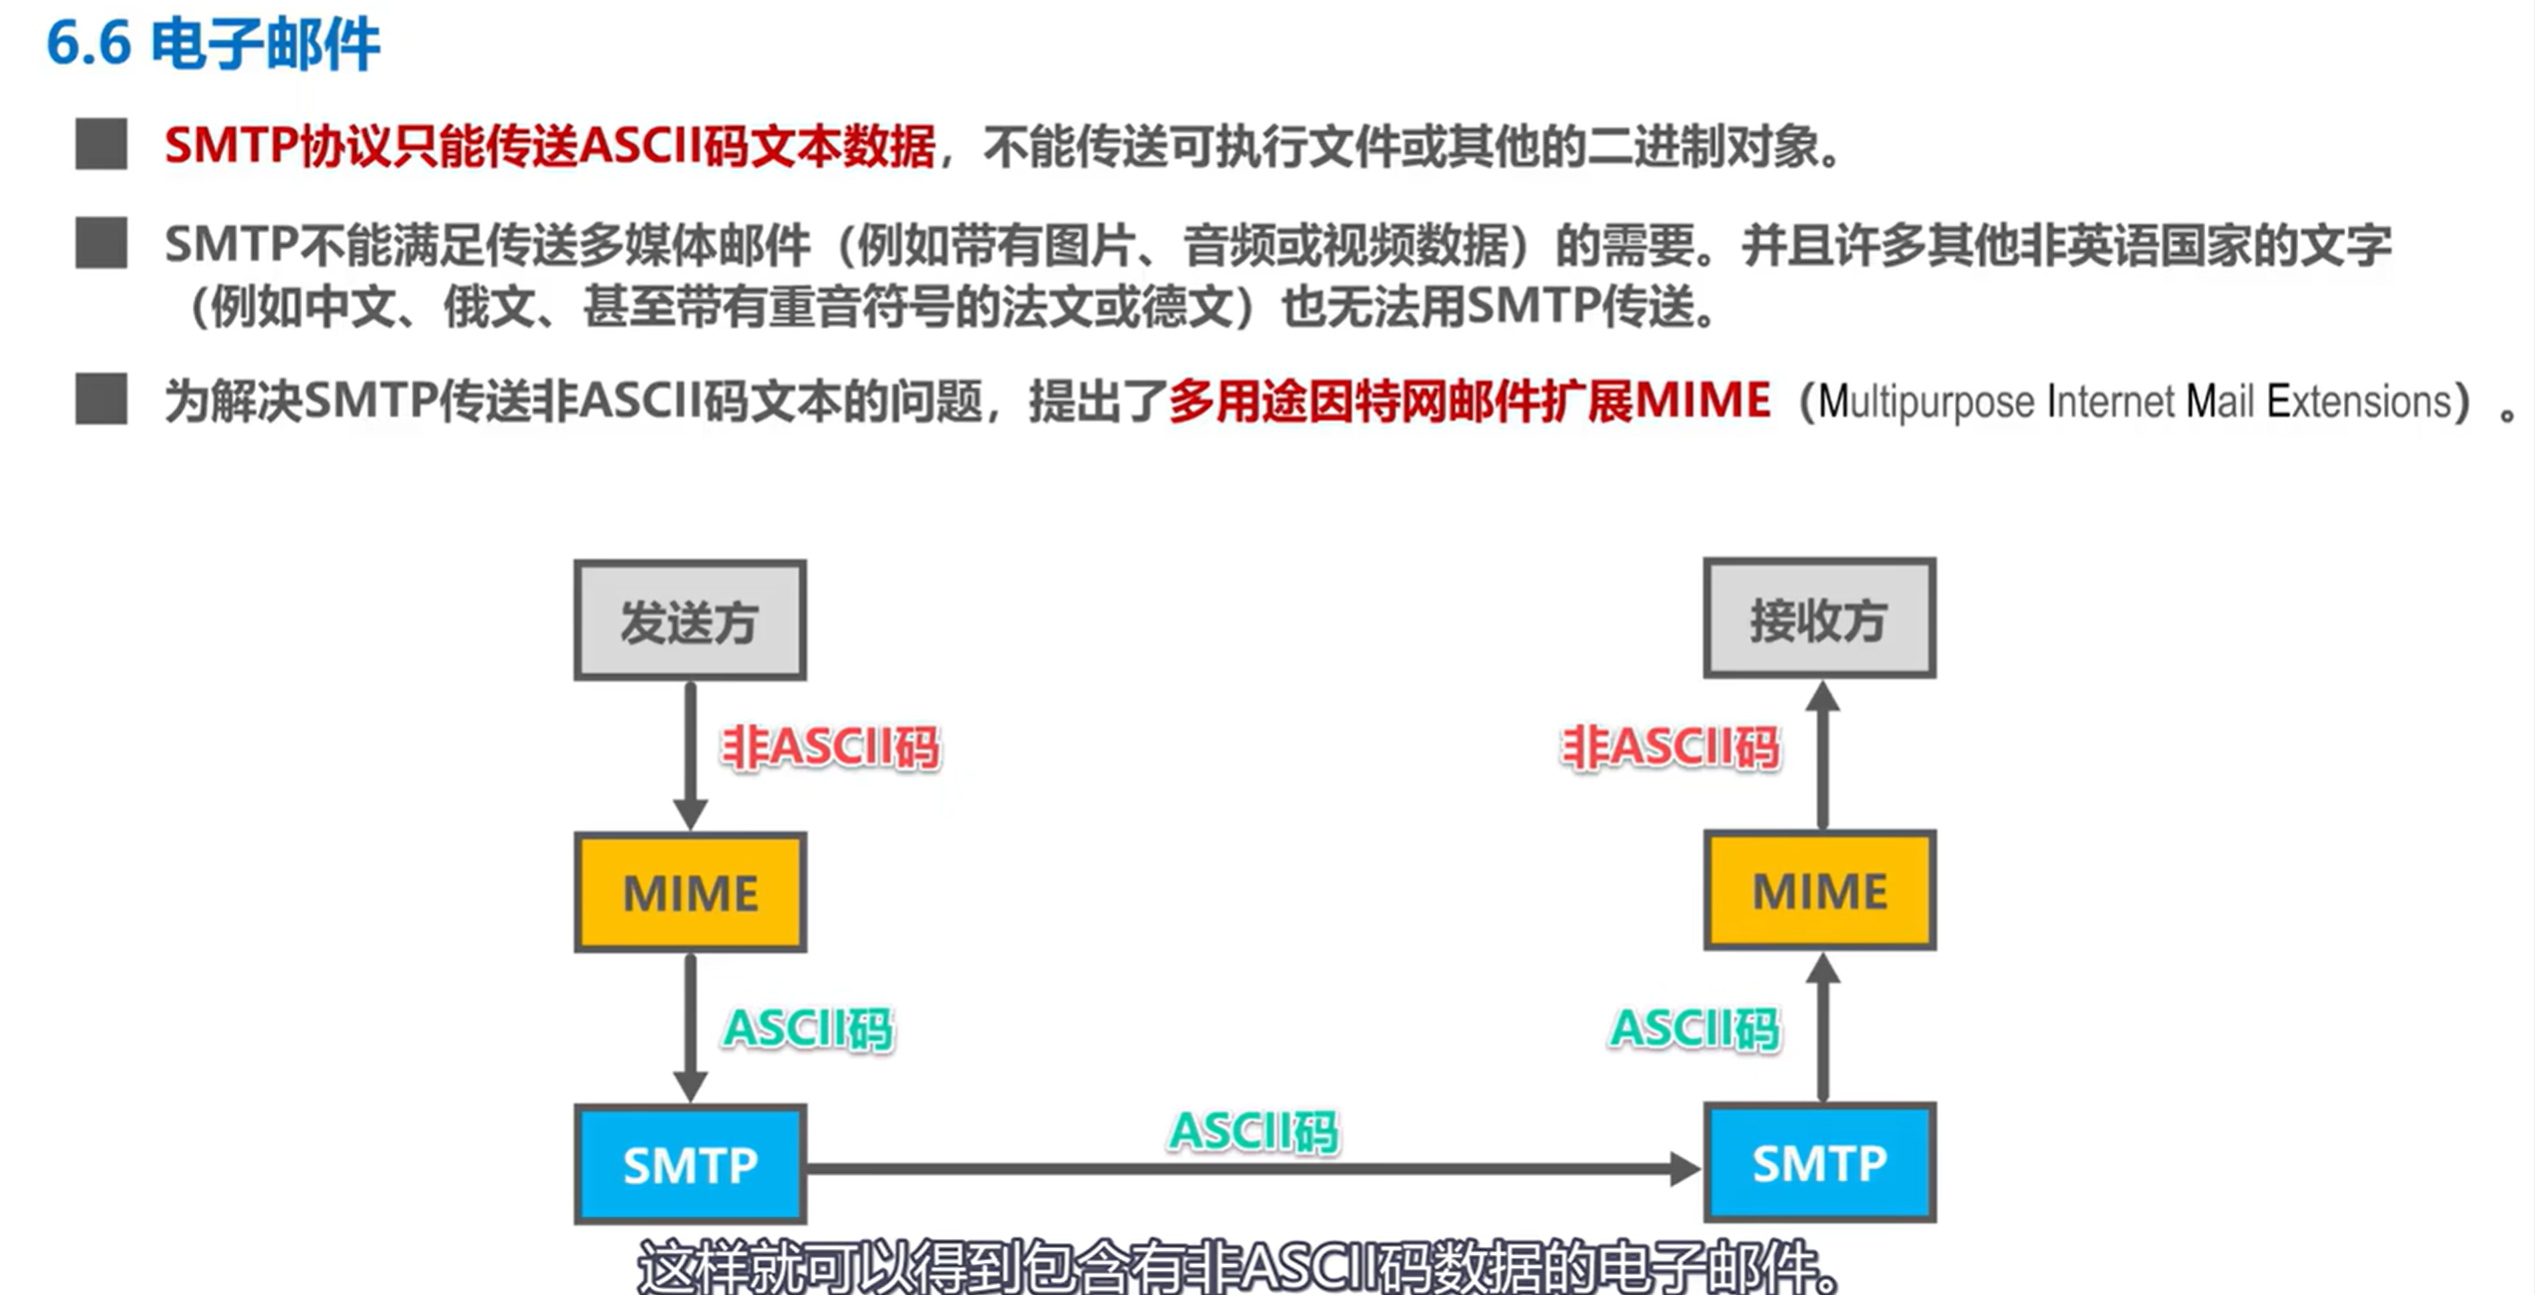 6.6 电子邮件
SMTP协议只能传送ASCII码文本数据，不能传送可执行文件或其他的二进制对象。
SMTP不能满足传送多媒体邮件（例如带有图片、音频或视频数据）的需要。并且许多其他非英语国家的文字
（例如中文、俄文、甚至带有重音符号的法文或德文）也无法用SMTP传送。
为解决SMTP传送非ASCII码文本的问题，提出了多用途因特网邮件扩展MIME（Multipurpose Internet Mail Extensions）。
发送方
接收方
非ASCII码
非ASCII码
MIME
MIME
ASCII码
ASCII码
ASCII码
SMTP
SMTP
这样就可以得到包含有非ASCII码数据的电子邮件。